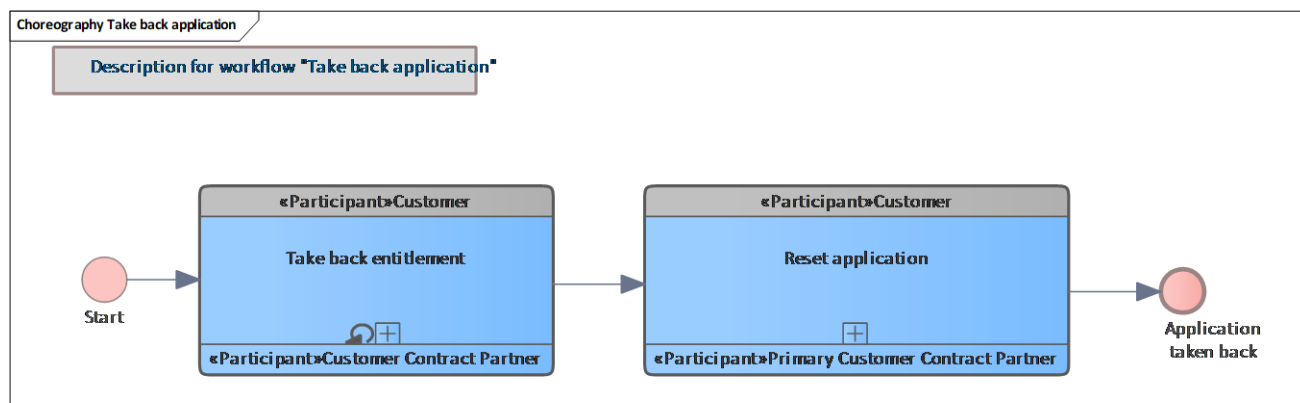 Choreography Take back application
Description for workflow "Take back application"
«Participant»Customer
Take back entitlement
«Participant»Customer Contract Partner
«Participant»Customer
Reset application
«Participant»Primary Customer Contract Partner
Start
Application
taken back